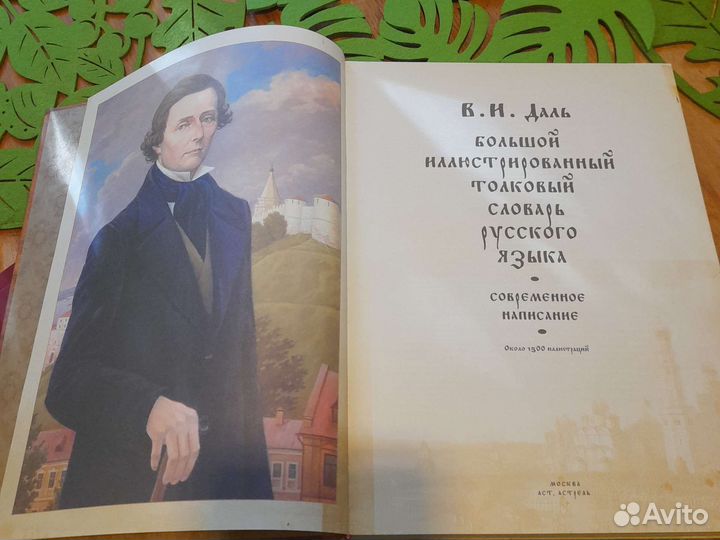 В. И. Даль
большой
иллюстрированный
толковый
словарь
русского
языка
современное
написание
Около 1500 иллюстраций
Москва
АСТ, Астрель
Avito